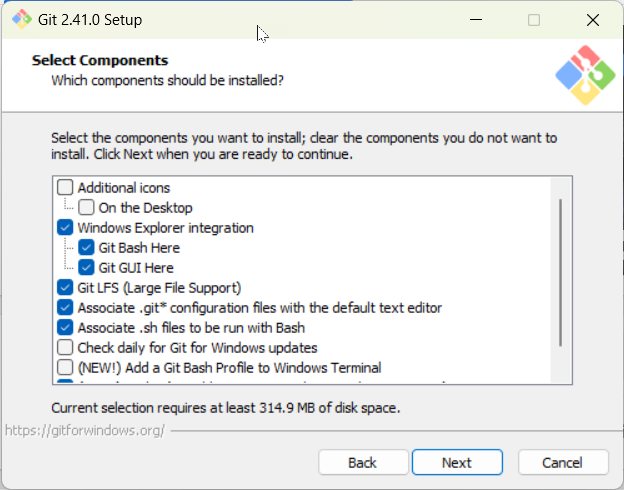 Git 2.41.0 Setup
Select Components
Which components should be installed?
Select the components you want to install; clear the components you do not want to
install. Click Next when you are ready to continue.
Additional icons
On the Desktop
Windows Explorer integration
Git Bash Here
Git GUI Here
Git LFS (Large File Support)
Associate .git* configuration files with the default text editor
Associate .sh files to be run with Bash
Check daily for Git for Windows updates
(NEW!) Add a Git Bash Profile to Windows Terminal
Current selection requires at least 314.9 MB of disk space.
https://gitforwindows.org/
Back
Next
Cancel